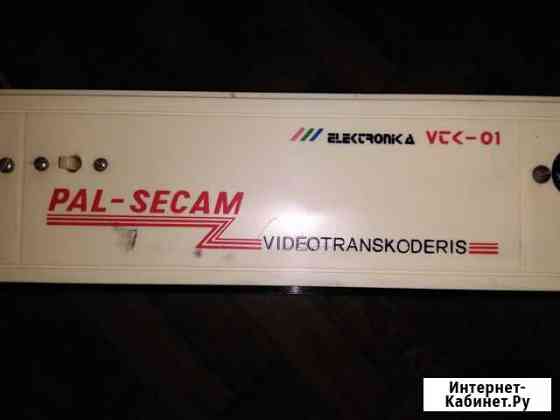 ELEKTRONIKA VTK-01
PAL-SECAM
VIDEOTRANSKODERIS
Интернет-
Кабинет.Ру